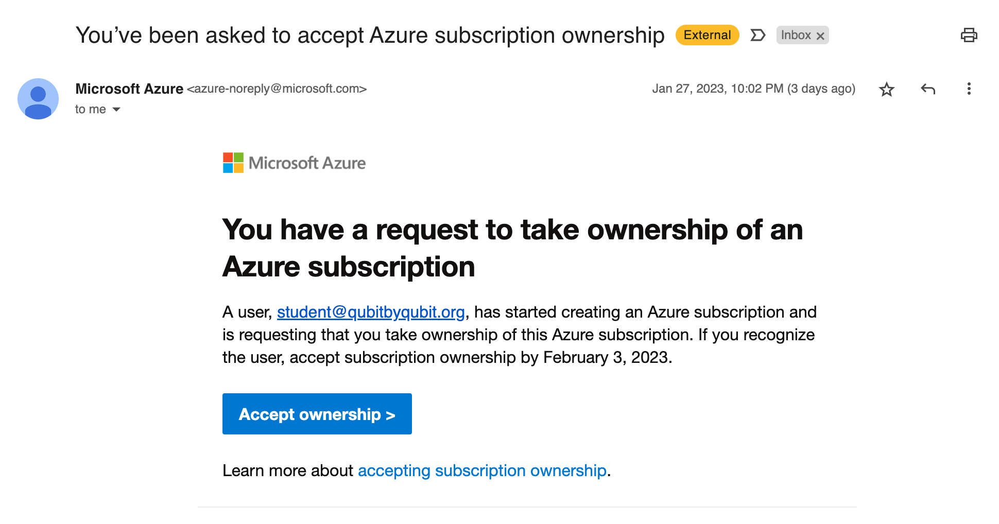 You’ve been asked to accept Azure subscription ownership External Inbox
Microsoft Azure <azure-noreply@microsoft.com> Jan 27, 2023, 10:02 PM (3 days ago)
to me
Microsoft Azure
You have a request to take ownership of an
Azure subscription
A user, student@qubitbyqubit.org, has started creating an Azure subscription and
is requesting that you take ownership of this Azure subscription. If you recognize
the user, accept subscription ownership by February 3, 2023.
Accept ownership >
Learn more about accepting subscription ownership.